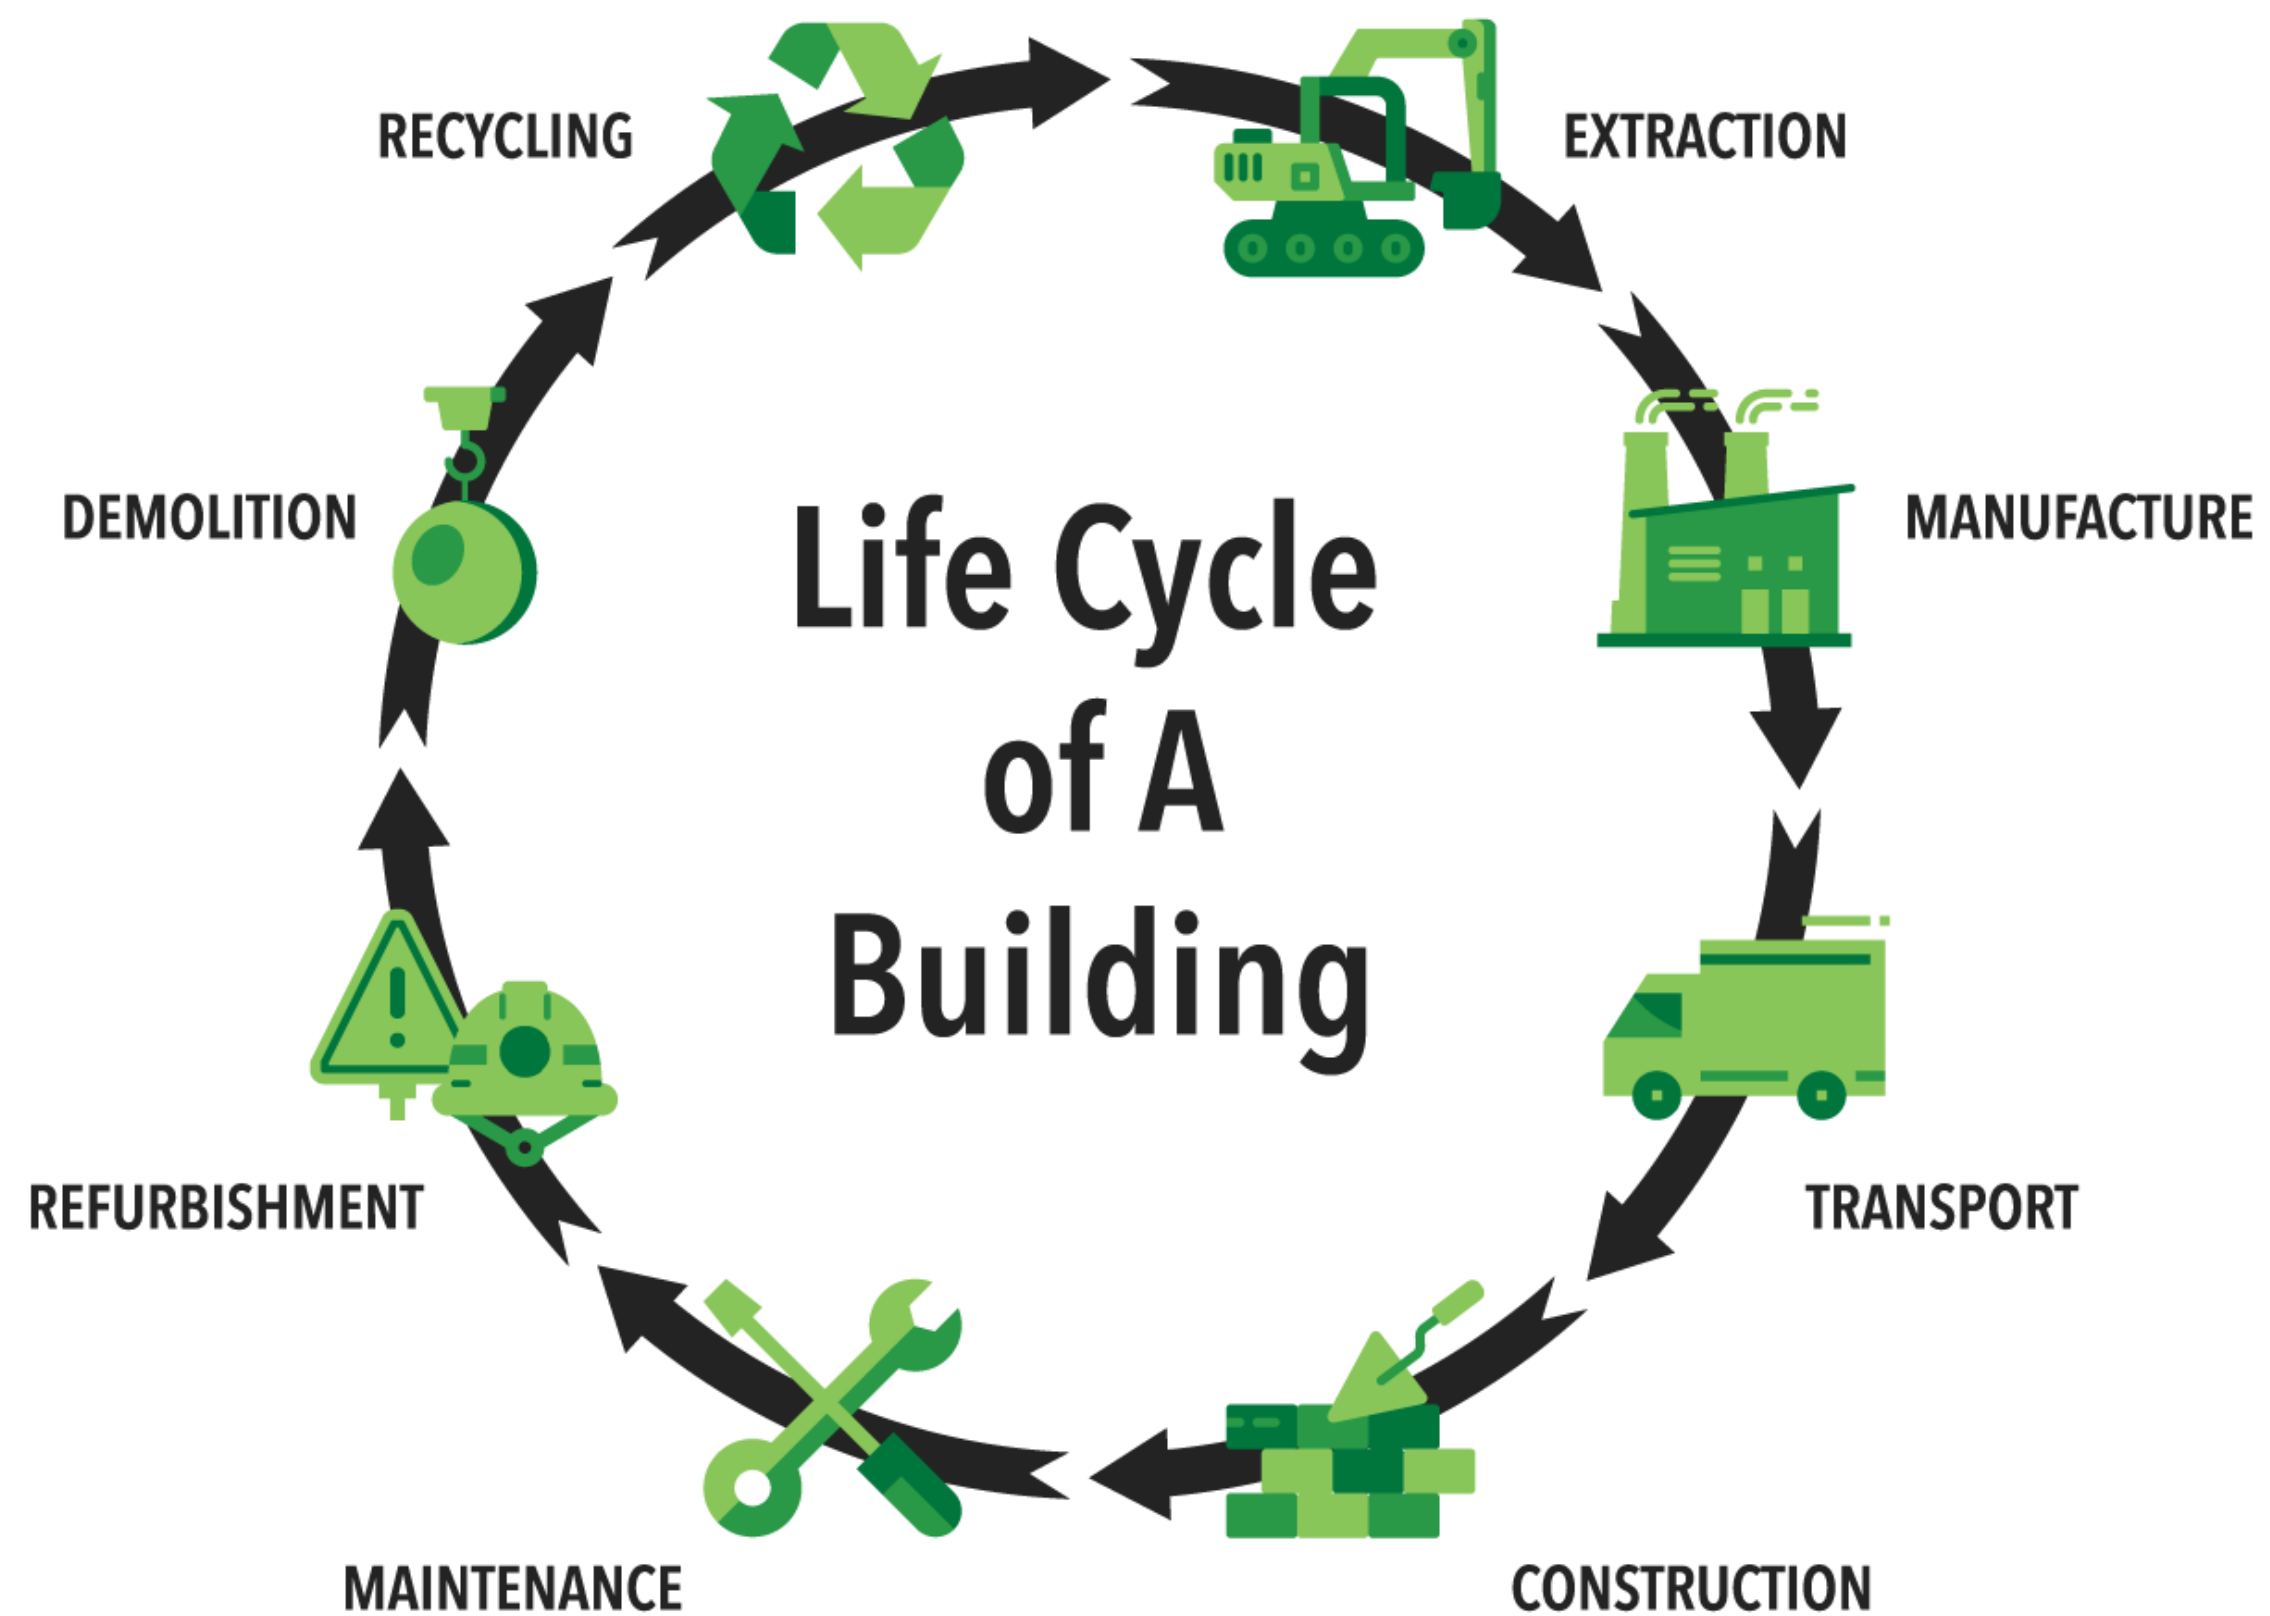 RECYCLING
EXTRACTION
DEMOLITION
MANUFACTURE
Life Cycle
of A
Building
REFURBISHMENT
TRANSPORT
MAINTENANCE
CONSTRUCTION